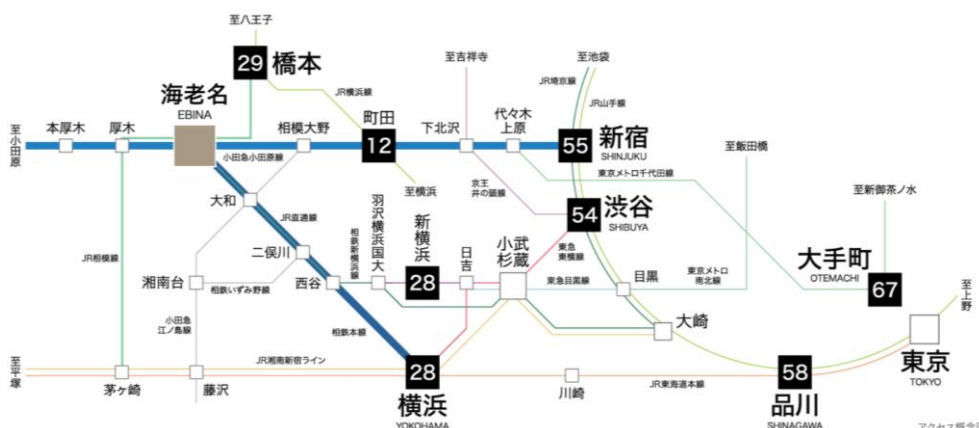 至八王子
29
橋本
JR横浜線
海老名
EBINA
至小田原
本厚木
厚木
相模大野
町田
12
小田急小田原線
至横浜
至吉祥寺
下北沢
代々木
上原
至池袋
JR埼京線
JR山手線
55
新宿
SHINJUKU
至飯田橋
東京メトロ千代田線
京王
井の頭線
54
渋谷
SHIBUYA
至新御茶ノ水
大手町
OTEMACHI
67
大和
JR直通線
二俣川
相鉄新横浜線
羽沢横浜国大
新横浜
28
日吉
武蔵小杉
東急
東横線
東急目黒線
目黒
東京メトロ
南北線
JR相模線
湘南台
相鉄いずみ野線
西谷
小田急
江ノ島線
相鉄本線
大崎
至上野
東京
TOKYO
至平塚
JR湘南新宿ライン
茅ヶ崎
藤沢
28
横浜
YOKOHAMA
川崎
JR東海道本線
58
品川
SHINAGAWA